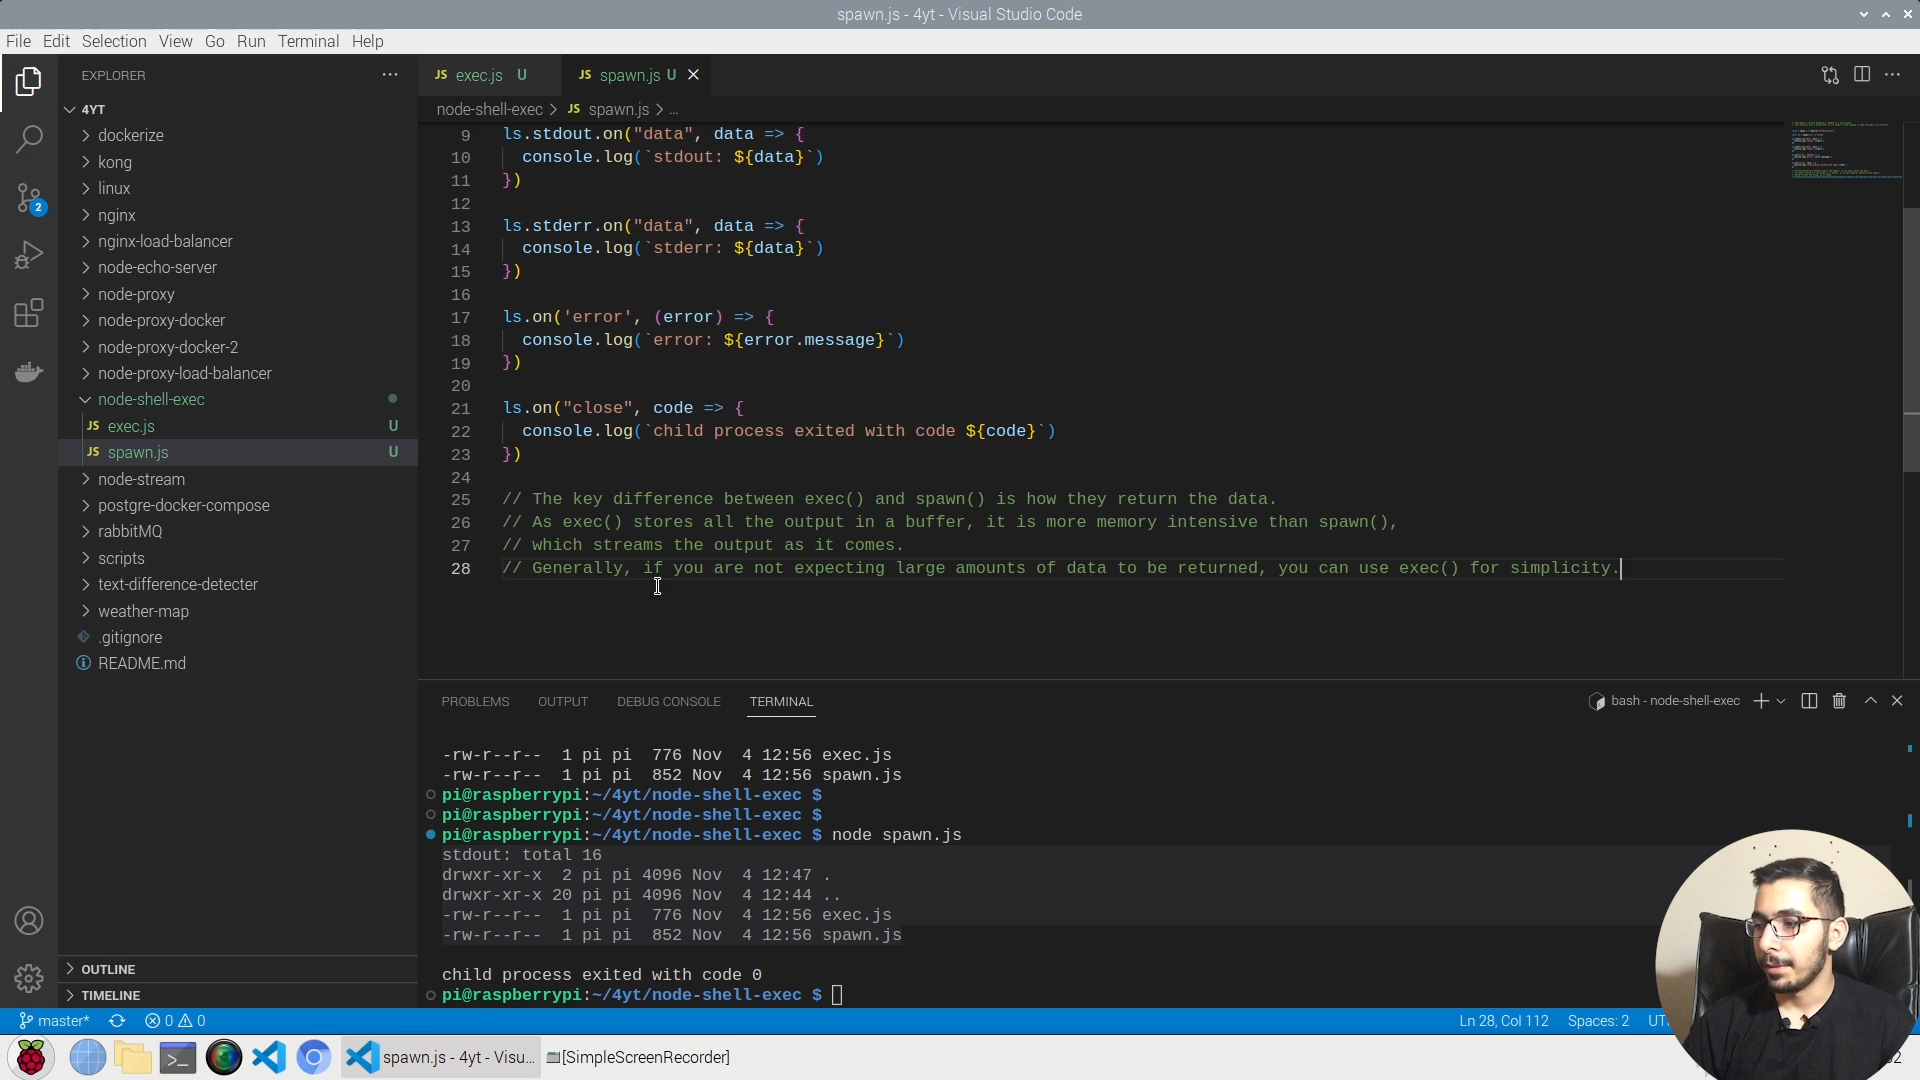 spawn.js - 4yt - Visual Studio Code
File Edit Selection View Go Run Terminal Help
EXPLORER
4YT
dockerize
kong
linux
nginx
nginx-load-balancer
node-echo-server
node-proxy
node-proxy-docker
node-proxy-docker-2
node-proxy-load-balancer
node-shell-exec
JS exec.js U
JS spawn.js U
node-stream
postgre-docker-compose
rabbitMQ
scripts
text-difference-detecter
weather-map
.gitignore
README.md
OUTLINE
TIMELINE
2
JS exec.js U JS spawn.js U
node-shell-exec > JS spawn.js > ...
9 ls.stdout.on("data", data => {
10 console.log(`stdout: ${data}`)
11 })
12
13 ls.stderr.on("data", data => {
14 console.log(`stderr: ${data}`)
15 })
16
17 ls.on('error', (error) => {
18 console.log(`error: ${error.message}`)
19 })
20
21 ls.on("close", code => {
22 console.log(`child process exited with code ${code}`)
23 })
24
25 // The key difference between exec() and spawn() is how they return the data.
26 // As exec() stores all the output in a buffer, it is more memory intensive than spawn(),
27 // which streams the output as it comes.
28 // Generally, if you are not expecting large amounts of data to be returned, you can use exec() for simplicity.
PROBLEMS OUTPUT DEBUG CONSOLE TERMINAL
bash - node-shell-exec
-rw-r--r-- 1 pi pi 776 Nov 4 12:56 exec.js
-rw-r--r-- 1 pi pi 852 Nov 4 12:56 spawn.js
pi@raspberrypi:~/4yt/node-shell-exec $
pi@raspberrypi:~/4yt/node-shell-exec $
pi@raspberrypi:~/4yt/node-shell-exec $ node spawn.js
stdout: total 16
drwxr-xr-x 2 pi pi 4096 Nov 4 12:47 .
drwxr-xr-x 20 pi pi 4096 Nov 4 12:44 ..
-rw-r--r-- 1 pi pi 776 Nov 4 12:56 exec.js
-rw-r--r-- 1 pi pi 852 Nov 4 12:56 spawn.js
child process exited with code 0
pi@raspberrypi:~/4yt/node-shell-exec $
master* 0 0 Ln 28, Col 112 Spaces: 2
spawn.js - 4yt - Visu... [SimpleScreenRecorder]